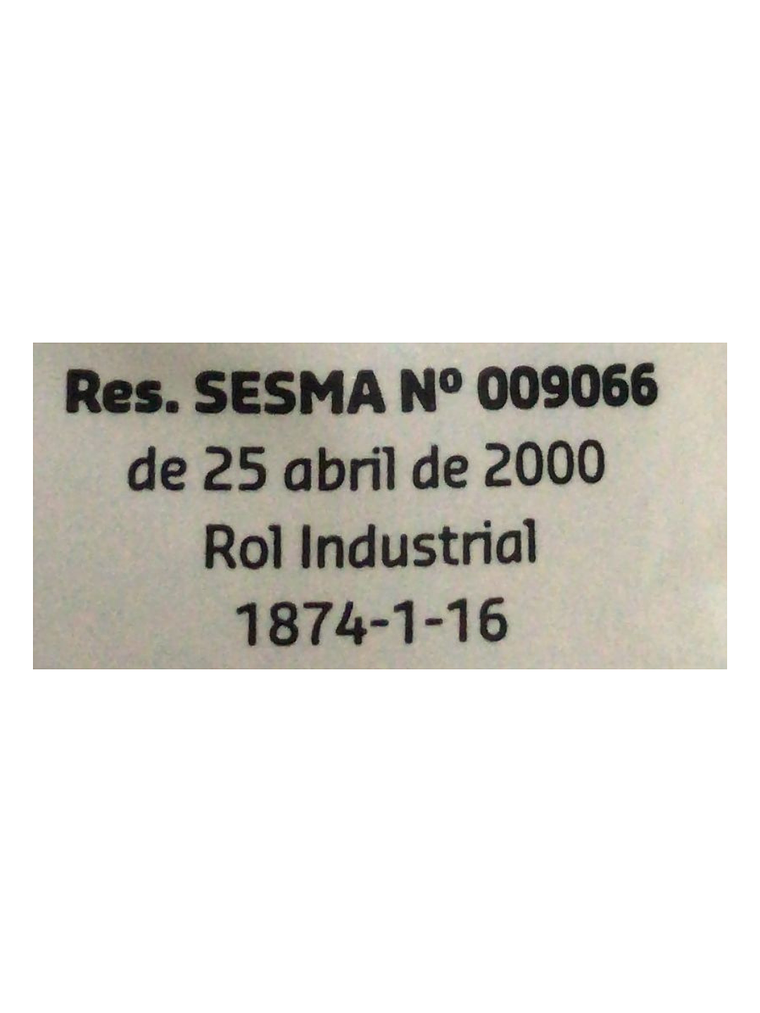 Res. SESMA Nº 009066
de 25 abril de 2000
Rol Industrial
1874-1-16